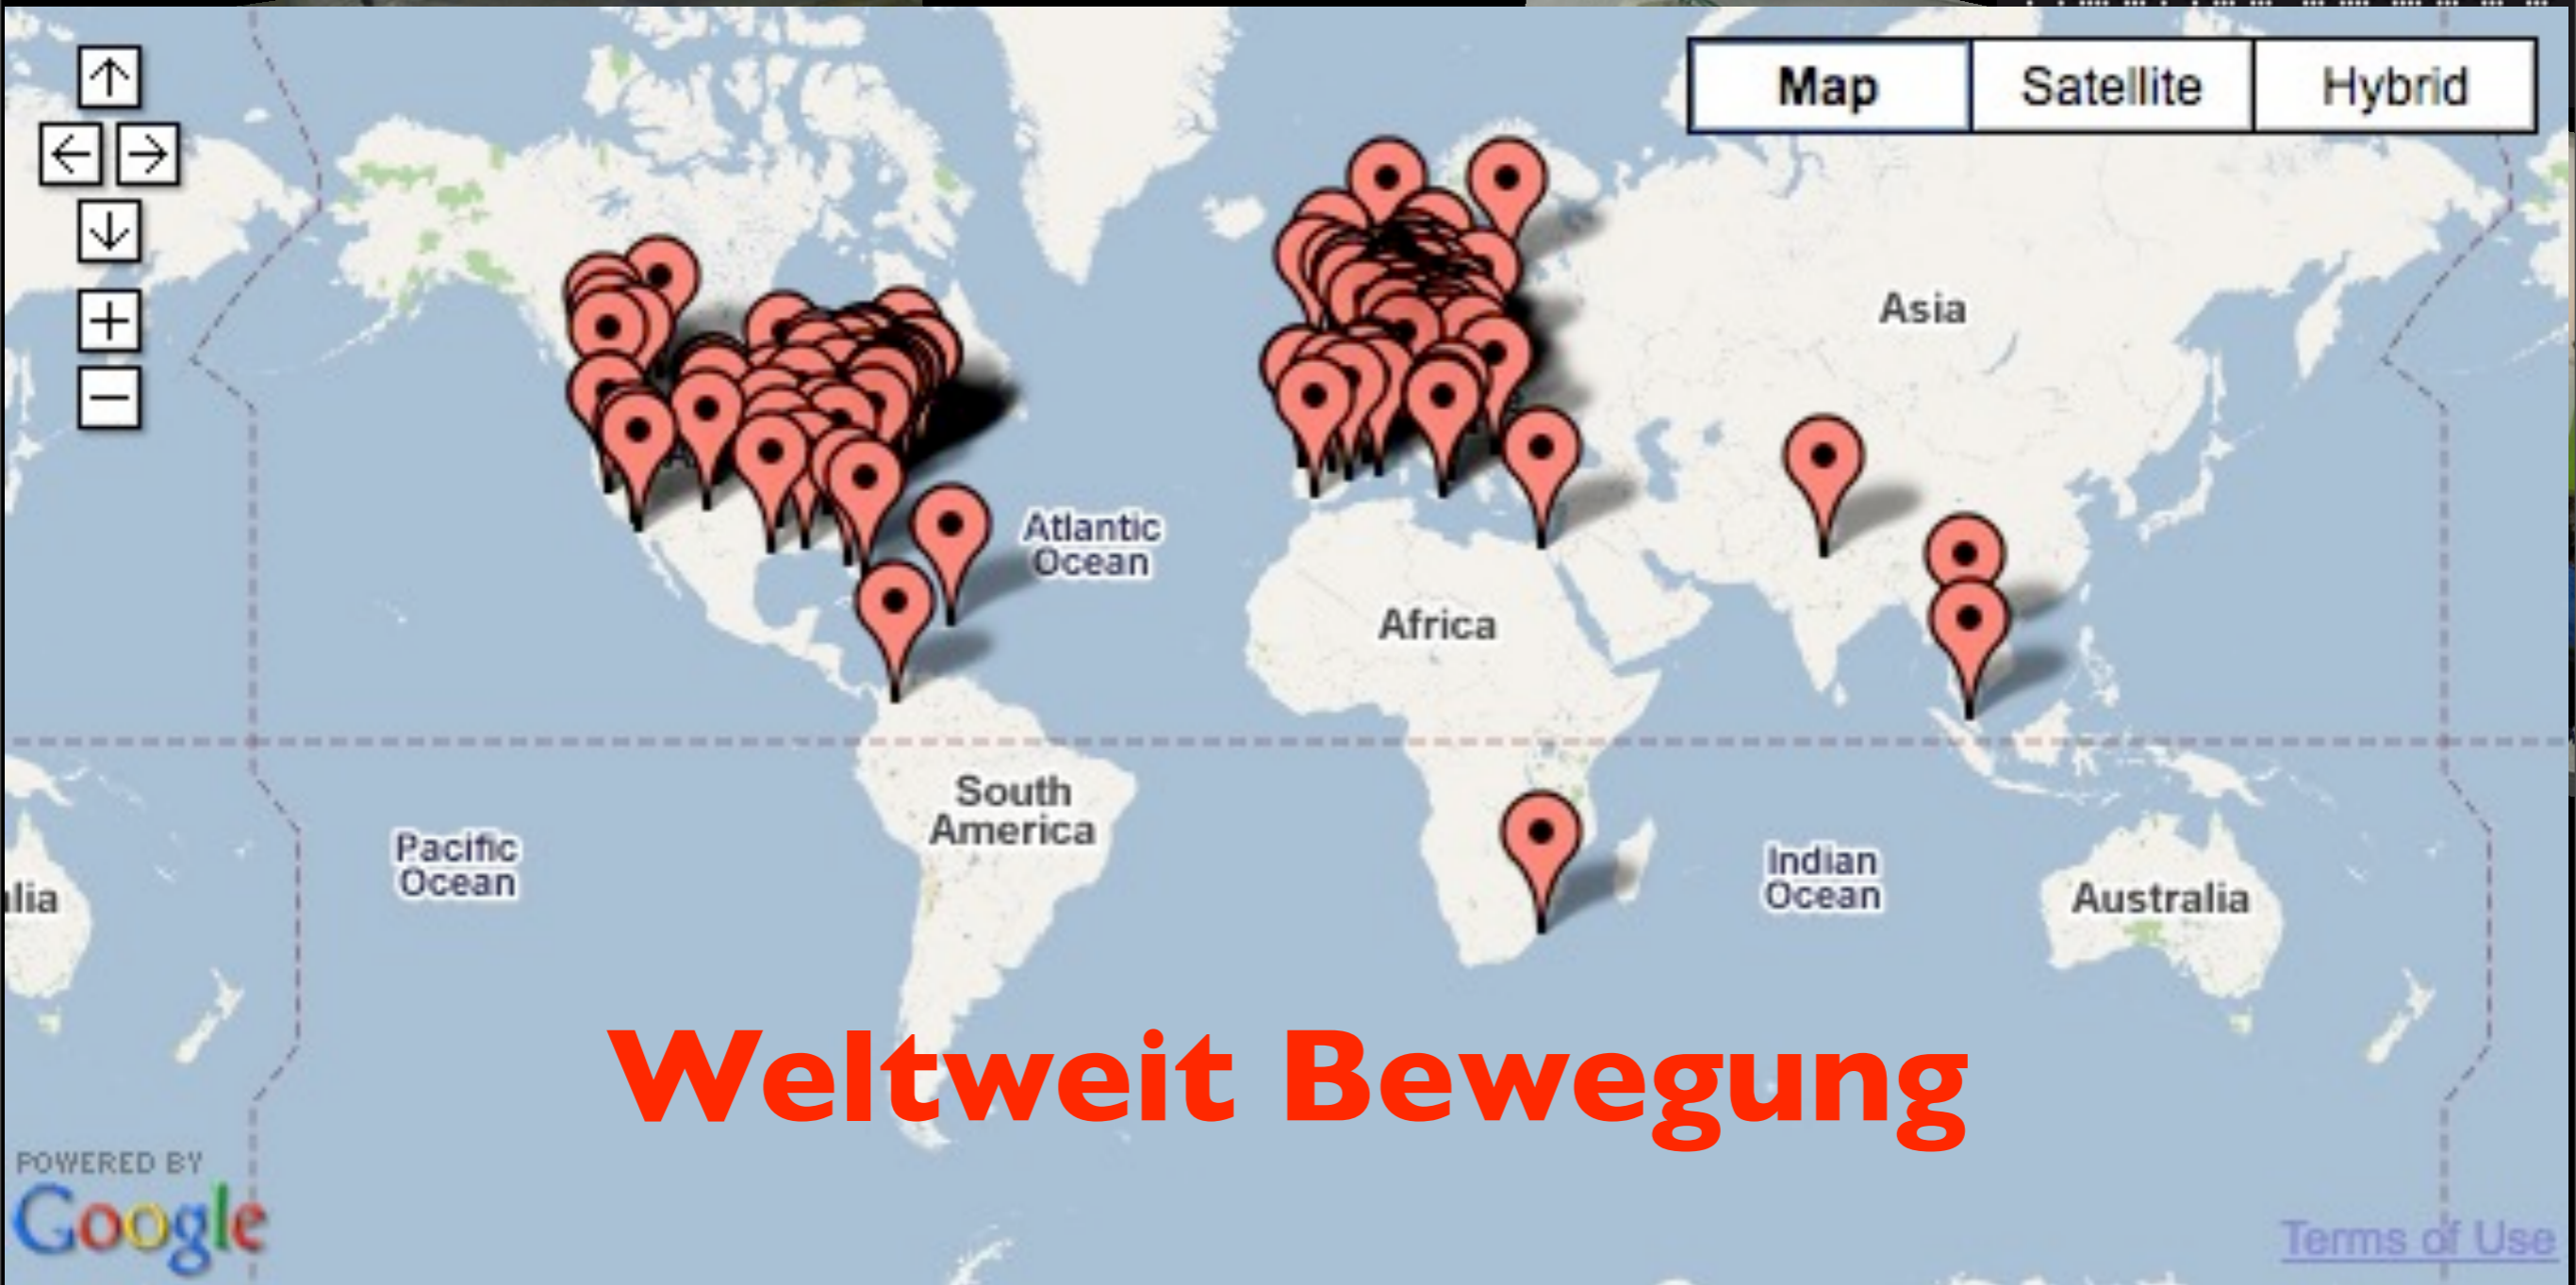 Map
Satellite
Hybrid
Asia
Atlantic
Ocean
Africa
South
America
Pacific
Ocean
Indian
Ocean
lia
Australia
Weltweit Bewegung
POWERED BY
Google
Terms of Use